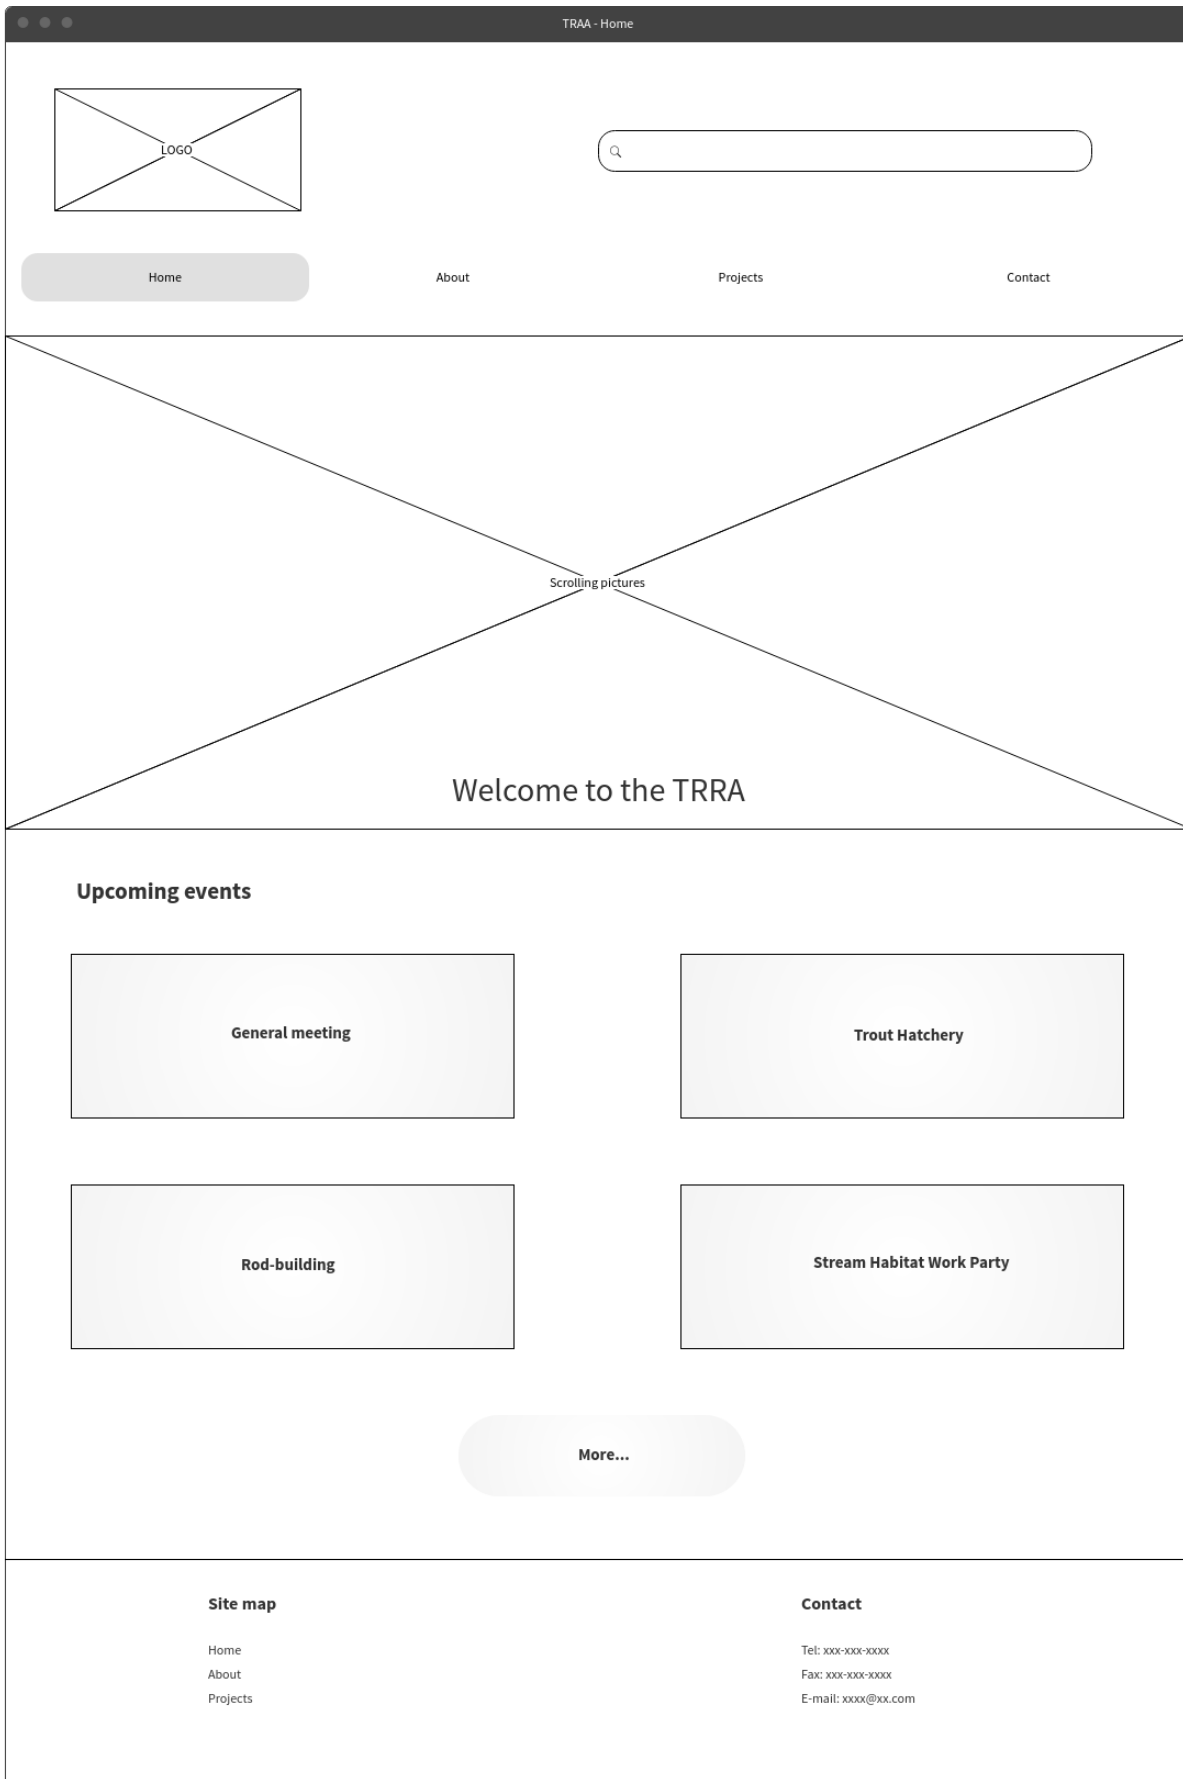 TRAA - Home
LOGO
Home
About
Projects
Contact
Scrolling pictures
Welcome to the TRRA
Upcoming events
General meeting
Trout Hatchery
Rod-building
Stream Habitat Work Party
More...
Site map
Home
About
Projects
Contact
Tel: xxx-xxx-xxxx
Fax: xxx-xxx-xxxx
E-mail: xxxx@xx.com